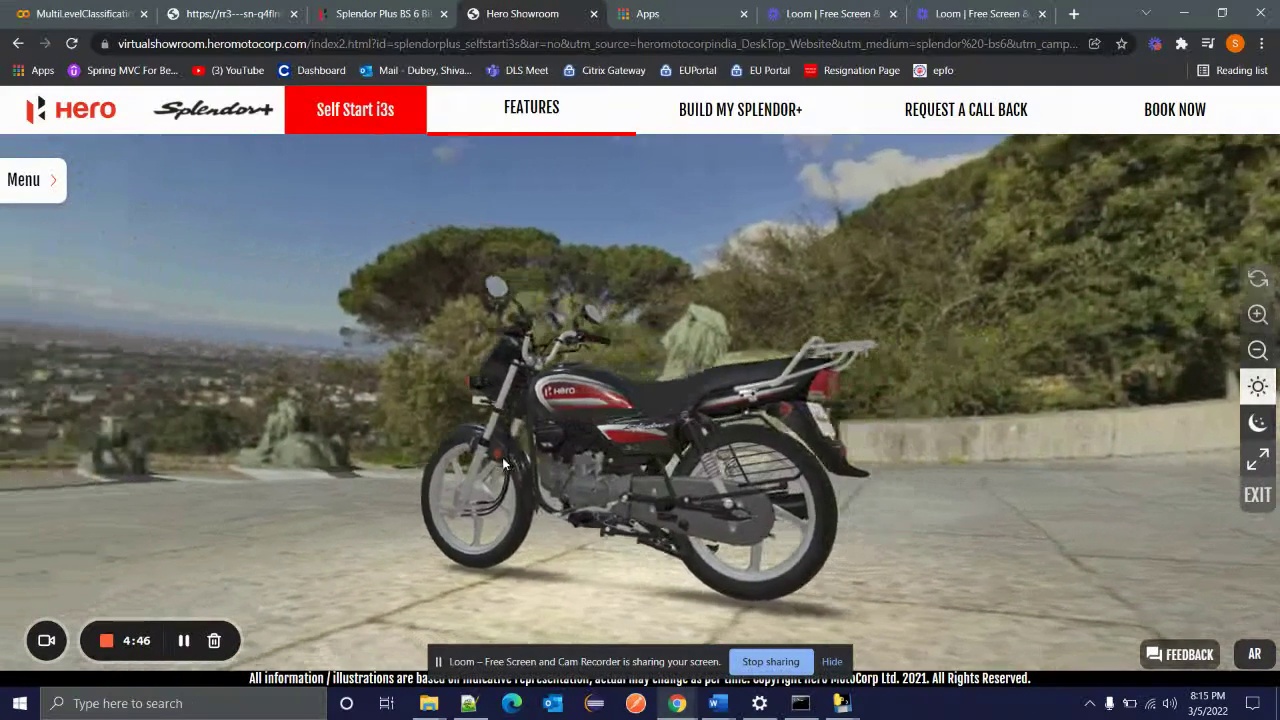 MultiLevelClassificati
https://rr3---sn-q4fln
Splendor Plus BS 6 Bi
Hero Showroom
Apps
Loom | Free Screen &
Loom | Free Screen &
virtualshowroom.heromotocorp.com/index2.html?id=splendorplus_selfstarti3s&at=no&utm_source=heromotocorpindia_DeskTop_Website&utm_medium=splendor%20-bs6&utm_camp...
Apps
Spring MVC For Be...
(3) YouTube
Dashboard
Mail - Dubey, Shiva...
DLS Meet
Citrix Gateway
EUPortal
EU Portal
Resignation Page
epfo
Reading list
HERO
Splendor+
Self Start i3s
FEATURES
BUILD MY SPLENDOR+
REQUEST A CALL BACK
BOOK NOW
Menu
HERO
EXIT
4:46
Loom – Free Screen and Cam Recorder is sharing your screen.
Stop sharing
Hide
FEEDBACK
AR
All information / illustrations are based on indicative representation, actual may change as per time. Copyright Hero MotoCorp Ltd. 2021. All Rights Reserved.
Type here to search
8:15 PM
3/5/2022